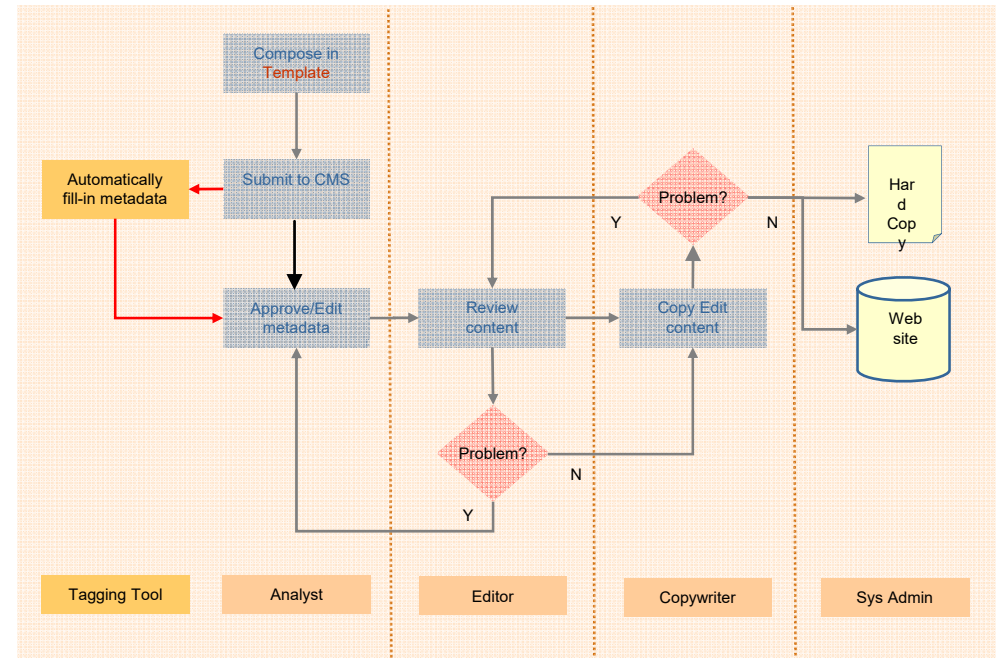 Compose in
Template
Automatically
fill-in metadata
Submit to CMS
Problem?
Y
N
Har
d
Cop
y
Approve/Edit
metadata
Review
content
Copy Edit
content
Web
site
Problem?
N
Y
Tagging Tool
Analyst
Editor
Copywriter
Sys Admin